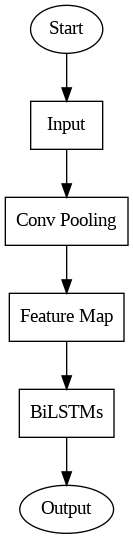 Start
Input
Conv Pooling
Feature Map
BiLSTMs
Output